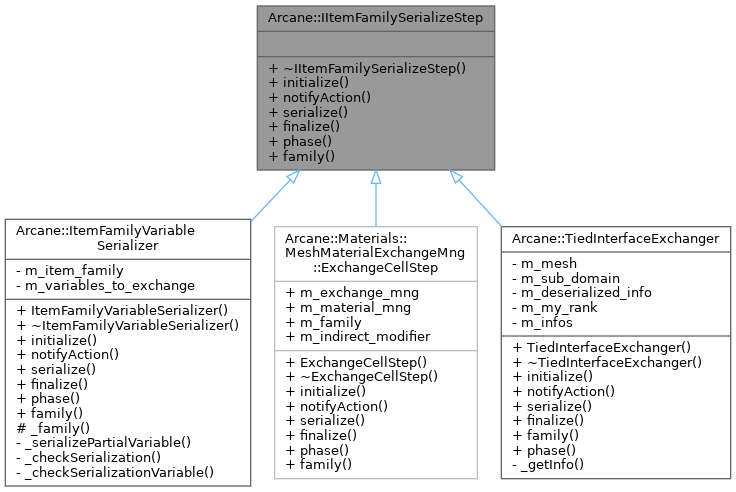 Arcane::IItemFamilySerializeStep
+ ~IItemFamilySerializeStep()
+ initialize()
+ notifyAction()
+ serialize()
+ finalize()
+ phase()
+ family()
Arcane::ItemFamilyVariable
Serializer
- m_item_family
- m_variables_to_exchange
+ ItemFamilyVariableSerializer()
+ ~ItemFamilyVariableSerializer()
+ initialize()
+ notifyAction()
+ serialize()
+ finalize()
+ phase()
+ family()
# _family()
- _serializePartialVariable()
- _checkSerialization()
- _checkSerializationVariable()
Arcane::Materials::
MeshMaterialExchangeMng
::ExchangeCellStep
+ m_exchange_mng
+ m_material_mng
+ m_family
+ m_indirect_modifier
+ ExchangeCellStep()
+ ~ExchangeCellStep()
+ initialize()
+ notifyAction()
+ serialize()
+ finalize()
+ phase()
+ family()
Arcane::TiedInterfaceExchanger
- m_mesh
- m_sub_domain
- m_deserialized_info
- m_my_rank
- m_infos
+ TiedInterfaceExchanger()
+ ~TiedInterfaceExchanger()
+ initialize()
+ notifyAction()
+ serialize()
+ finalize()
+ family()
+ phase()
- _getInfo()